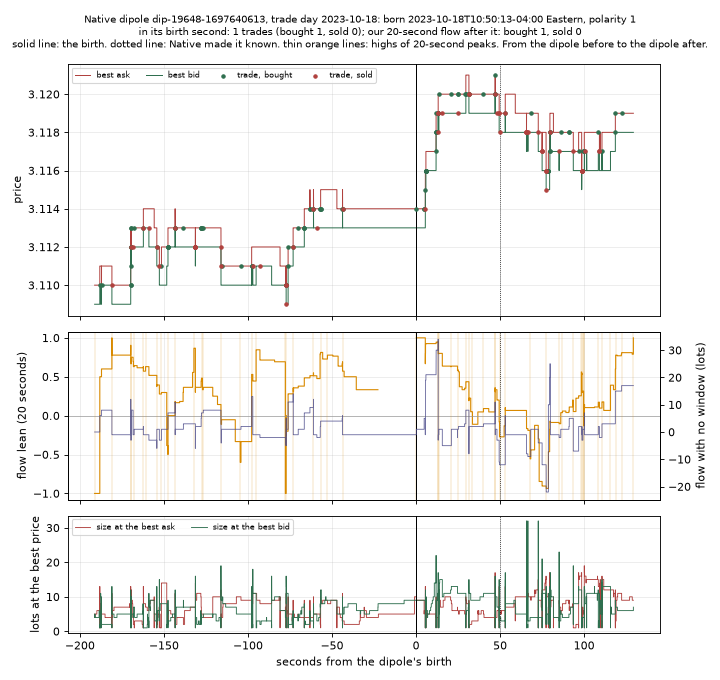 Native dipole dip-19648-1697640613, trade day 2023-10-18: born 2023-10-18T10:50:13-04:00 Eastern, polarity 1
in its birth second: 1 trades (bought 1, sold 0); our 20-second flow after it: bought 1, sold 0
solid line: the birth. dotted line: Native made it known. thin orange lines: highs of 20-second peaks. From the dipole before to the dipole after.
best ask
best bid
trade, bought
trade, sold
price
3.120
3.118
3.116
3.114
3.112
3.110
flow lean (20 seconds)
1.0
0.5
0.0
−0.5
−1.0
flow with no window (lots)
30
20
10
0
−10
−20
size at the best ask
size at the best bid
lots at the best price
30
20
10
0
−200
−150
−100
−50
0
50
100
seconds from the dipole's birth